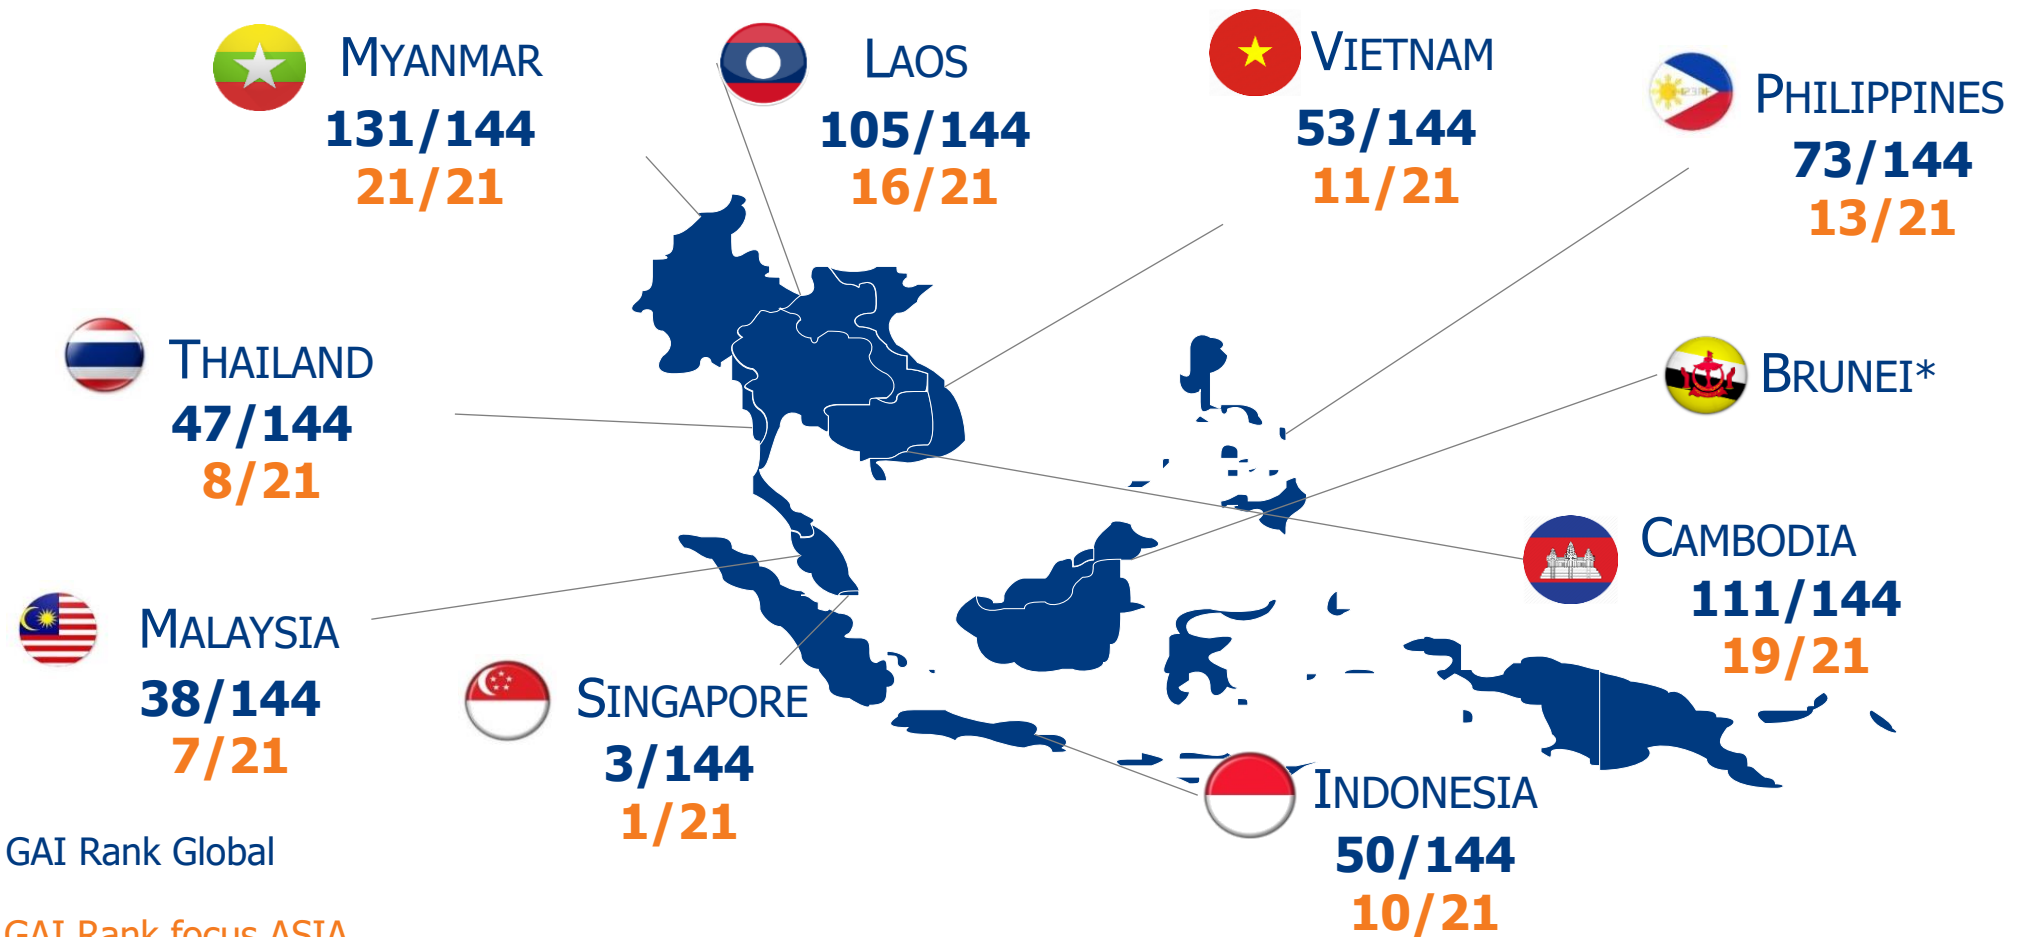 MYANMAR
131/144
21/21
LAOS
105/144
16/21
VIETNAM
53/144
11/21
PHILIPPINES
73/144
13/21
THAILAND
47/144
8/21
BRUNEI*
CAMBODIA
111/144
19/21
MALAYSIA
38/144
7/21
SINGAPORE
3/144
1/21
INDONESIA
50/144
10/21
GAI Rank Global
GAI Rank focus ASIA